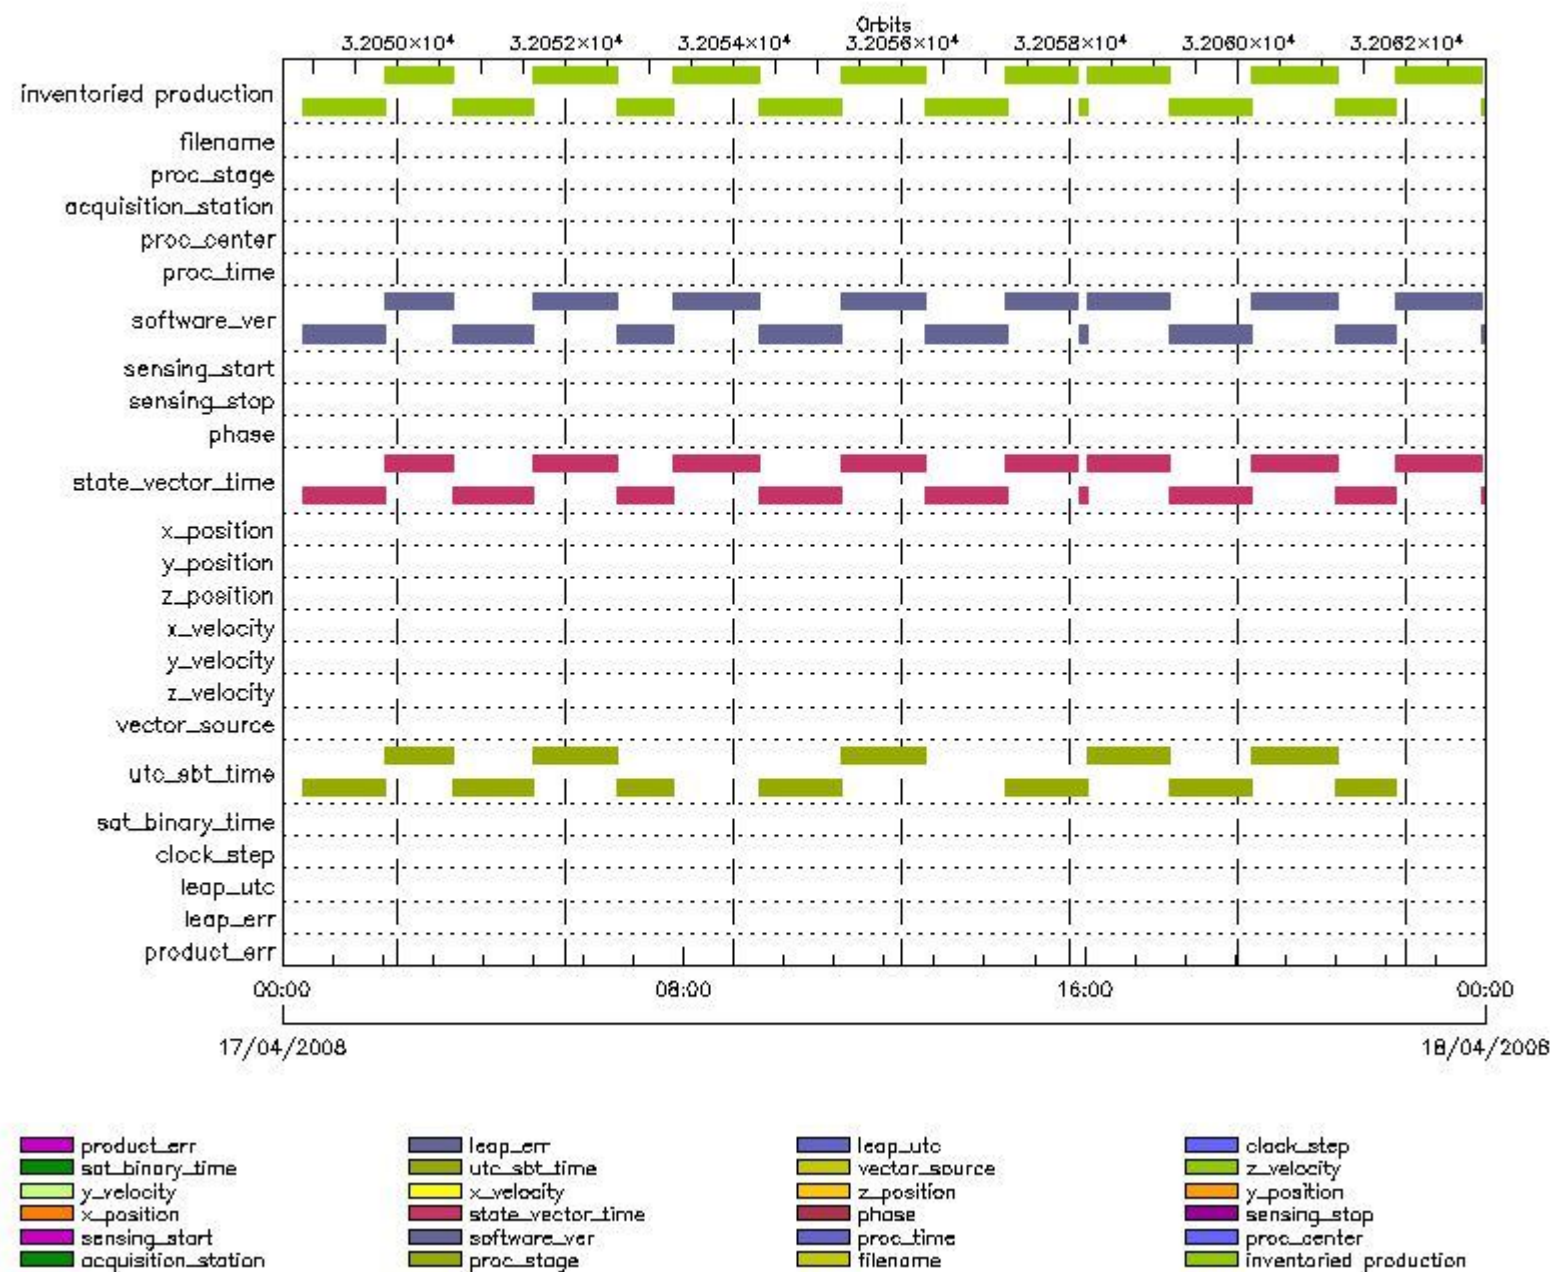 Orbits
3.2050×10⁴ 3.2052×10⁴ 3.2054×10⁴ 3.2056×10⁴ 3.2058×10⁴ 3.2060×10⁴ 3.2062×10⁴
inventoried production
filename
proc_stage
acquisition_station
proc_center
proc_time
software_ver
sensing_start
sensing_stop
phase
state_vector_time
x_position
y_position
z_position
x_velocity
y_velocity
z_velocity
vector_source
utc_sbt_time
sat_binary_time
clock_step
leap_utc
leap_err
product_err
00:00 08:00 16:00 00:00
17/04/2008 18/04/2008
product_err leap_err leap_utc clock_step
sat_binary_time utc_sbt_time vector_source z_velocity
y_velocity x_velocity z_position y_position
x_position state_vector_time phase sensing_stop
sensing_start software_ver proc_time proc_center
acquisition_station proc_stage filename inventoried production